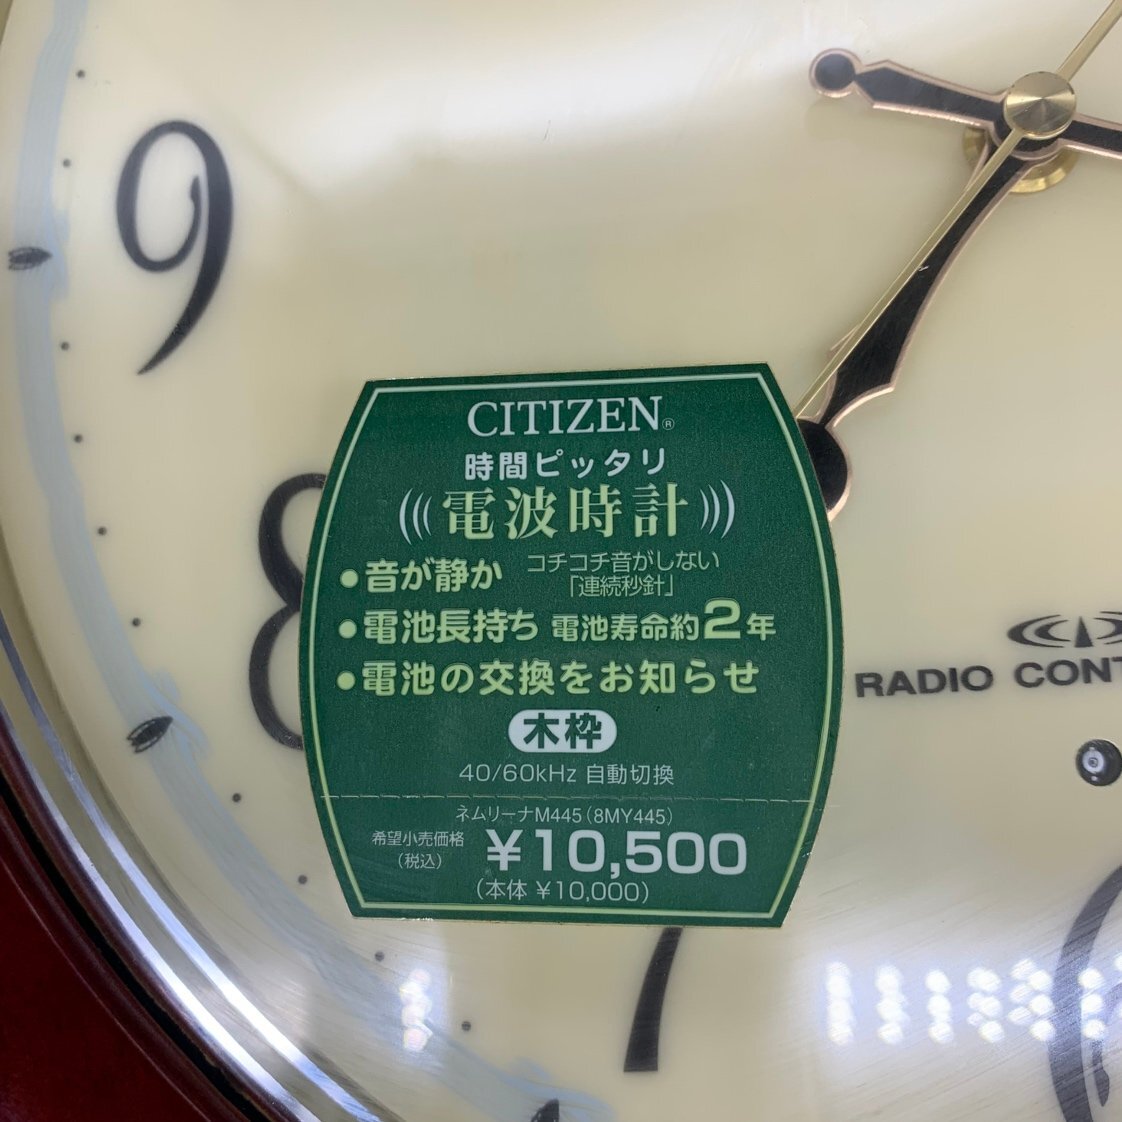 9
CITIZEN®
時間ピッタリ
電波時計
8
●音が静か コチコチ音がしない
「連続秒針」
●電池長持ち 電池寿命約2年
●電池の交換をお知らせ
RADIO CONT
木枠
40/60kHz 自動切換
ネムリーナM445(8MY445)
希望小売価格
(税込)
¥10,500
(本体 ¥10,000)
7